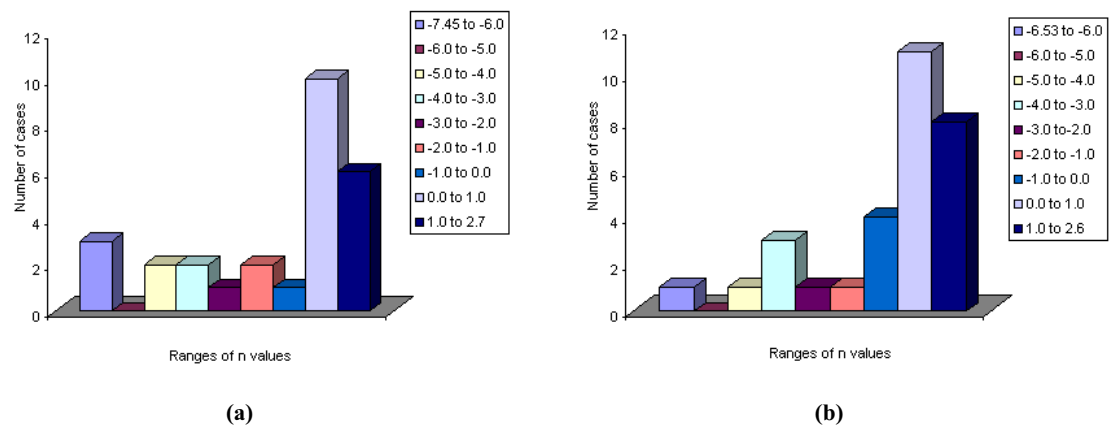 12
10
8
6
4
2
0
Number of cases
Ranges of n values
-7.45 to -6.0
-6.0 to -5.0
-5.0 to -4.0
-4.0 to -3.0
-3.0 to -2.0
-2.0 to -1.0
-1.0 to 0.0
0.0 to 1.0
1.0 to 2.7
(a)
12
10
8
6
4
2
0
Number of cases
Ranges of n values
-6.53 to -6.0
-6.0 to -5.0
-5.0 to -4.0
-4.0 to -3.0
-3.0 to-2.0
-2.0 to -1.0
-1.0 to 0.0
0.0 to 1.0
1.0 to 2.6
(b)